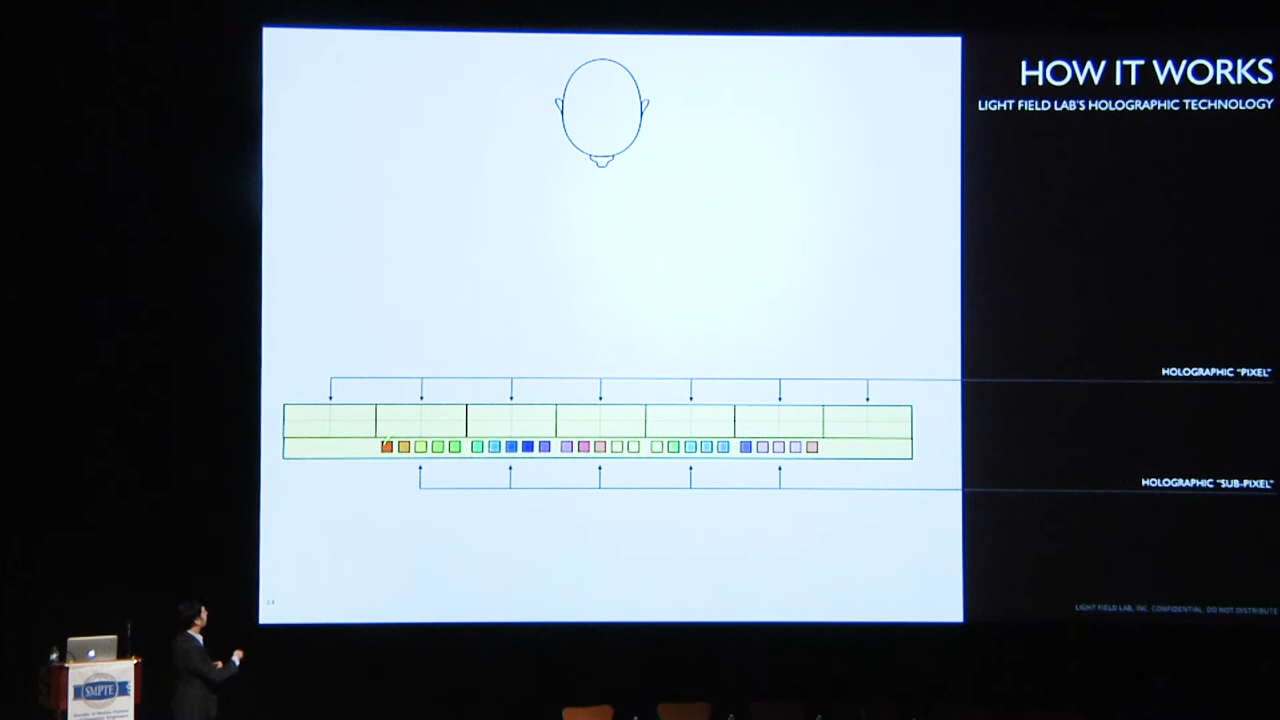 HOW IT WORKS
LIGHT FIELD LAB'S HOLOGRAPHIC TECHNOLOGY
HOLOGRAPHIC "PIXEL"
HOLOGRAPHIC "SUB-PIXEL"
LIGHT FIELD LAB, INC. CONFIDENTIAL. DO NOT DISTRIBUTE
SMPTE